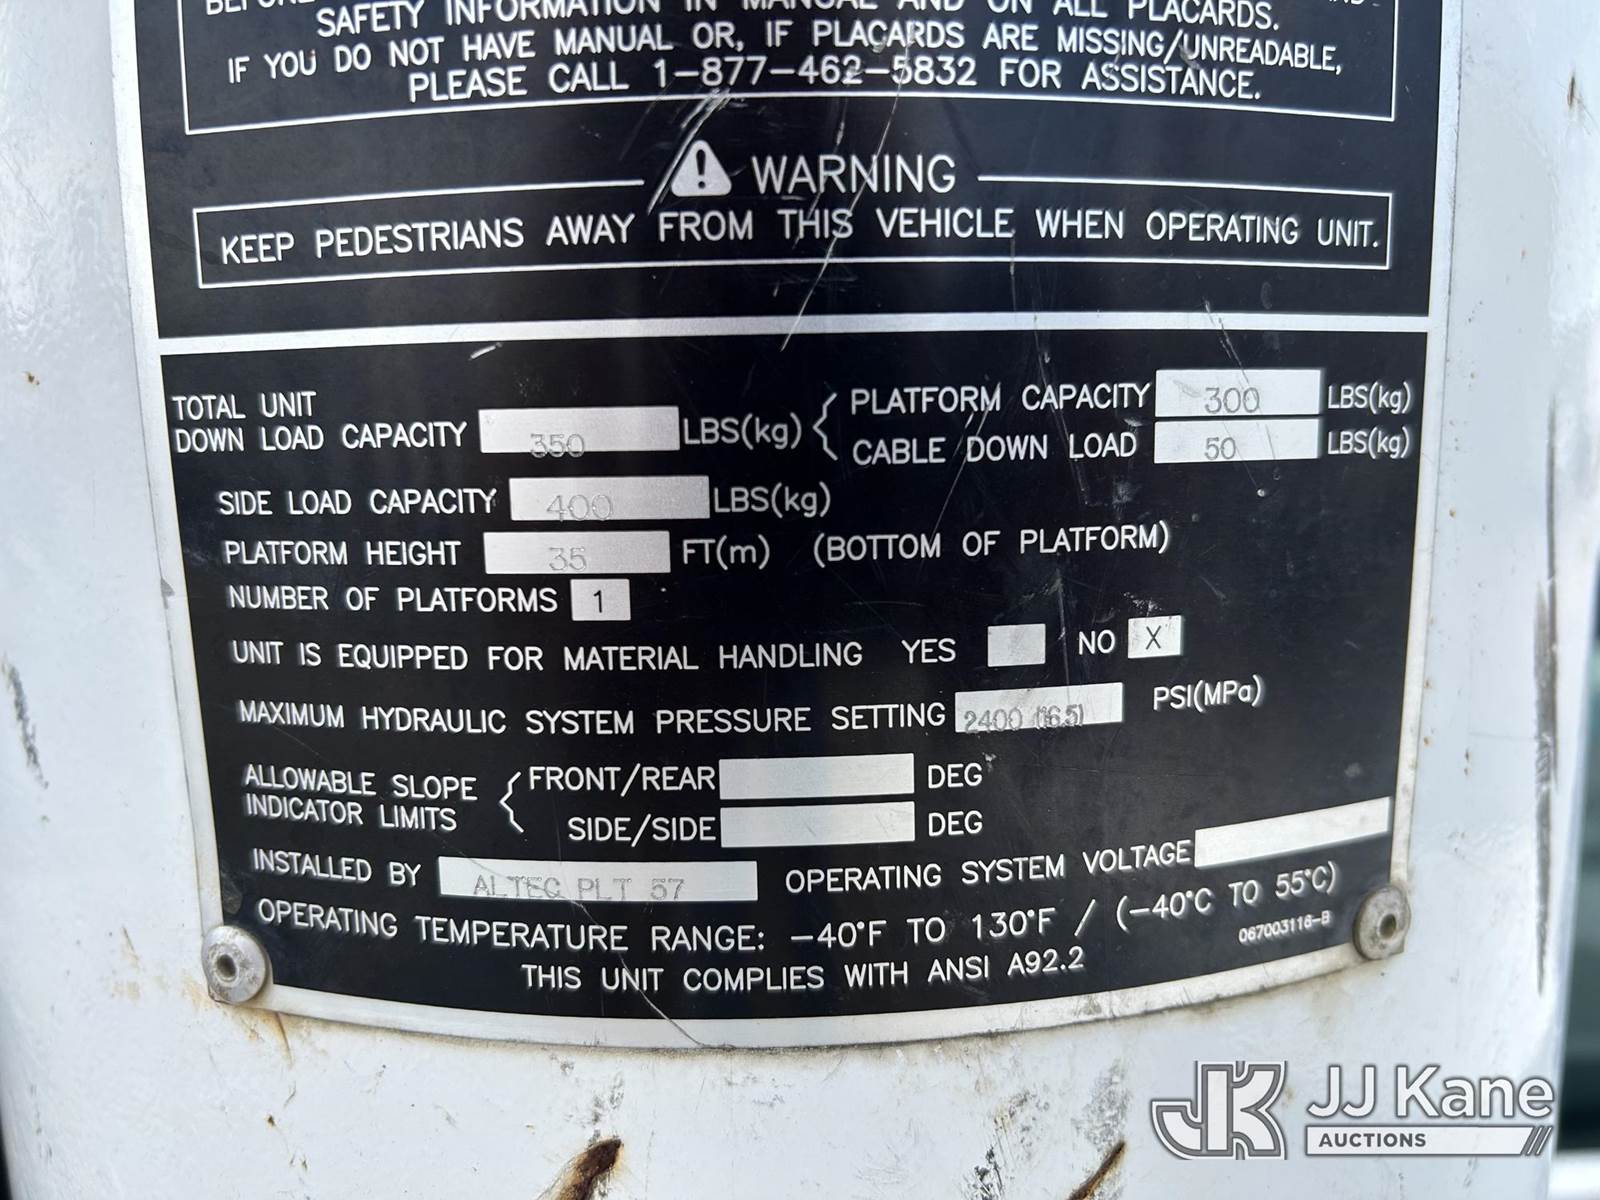 BEFORE
SAFETY INFORMATION IN MANUAL AND ON ALL PLACARDS.
IF YOU DO NOT HAVE MANUAL OR, IF PLACARDS ARE MISSING/UNREADABLE,
PLEASE CALL 1-877-462-5832 FOR ASSISTANCE.
WARNING
KEEP PEDESTRIANS AWAY FROM THIS VEHICLE WHEN OPERATING UNIT.
TOTAL UNIT
DOWN LOAD CAPACITY 350 LBS(kg)
PLATFORM CAPACITY 300 LBS(kg)
CABLE DOWN LOAD 50 LBS(kg)
SIDE LOAD CAPACITY 400 LBS(kg)
PLATFORM HEIGHT 35 FT(m) (BOTTOM OF PLATFORM)
NUMBER OF PLATFORMS 1
UNIT IS EQUIPPED FOR MATERIAL HANDLING YES NO X
MAXIMUM HYDRAULIC SYSTEM PRESSURE SETTING 2400 (16.5) PSI(MPa)
ALLOWABLE SLOPE
INDICATOR LIMITS
FRONT/REAR DEG
SIDE/SIDE DEG
INSTALLED BY ALTEC PLT 57 OPERATING SYSTEM VOLTAGE
OPERATING TEMPERATURE RANGE: -40°F TO 130°F / (-40°C TO 55°C)
THIS UNIT COMPLIES WITH ANSI A92.2
067003116-B
JK JJ Kane
AUCTIONS